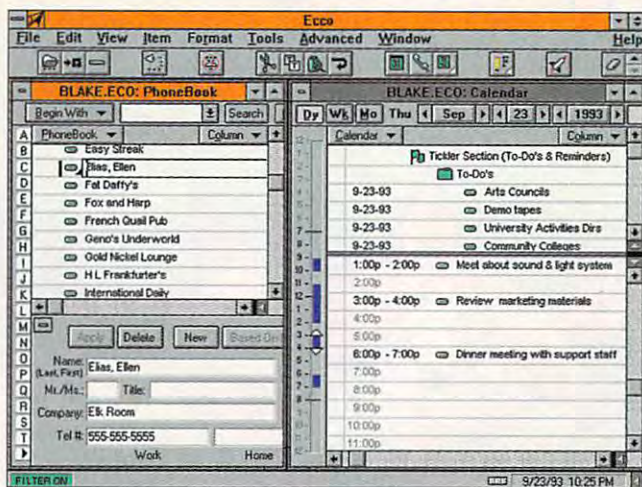 Ecco
File Edit View Item Format Tools Advanced Window Help
BLAKE.ECO: PhoneBook
Begin With Search
PhoneBook Column
A
B
C
D
E
F
G
H
I
J
K
L
M
N
O
P
Q
R
S
T
Easy Streak
Elias, Ellen
Fat Daffy's
Fox and Harp
French Quail Pub
Geno's Underworld
Gold Nickel Lounge
H L Frankfurter's
International Daily
Apply Delete New Based On
Name: Elias, Ellen
(Last, First)
Mr./Ms.: Title:
Company: Elk Room
Tel #: 555-555-5555
Work Home
BLAKE.ECO: Calendar
Dy Wk Mo Thu Sep 23 1993
Calendar Column
Tickler Section (To-Do's & Reminders)
To-Do's
9-23-93 Arts Councils
9-23-93 Demo tapes
9-23-93 University Activities Dirs
9-23-93 Community Colleges
1:00p - 2:00p Meet about sound & light system
2:00p
3:00p - 4:00p Review marketing materials
4:00p
5:00p
6:00p - 7:00p Dinner meeting with support staff
7:00p
8:00p
9:00p
10:00p
11:00p
FILTER ON 9/23/93 10:25 PM